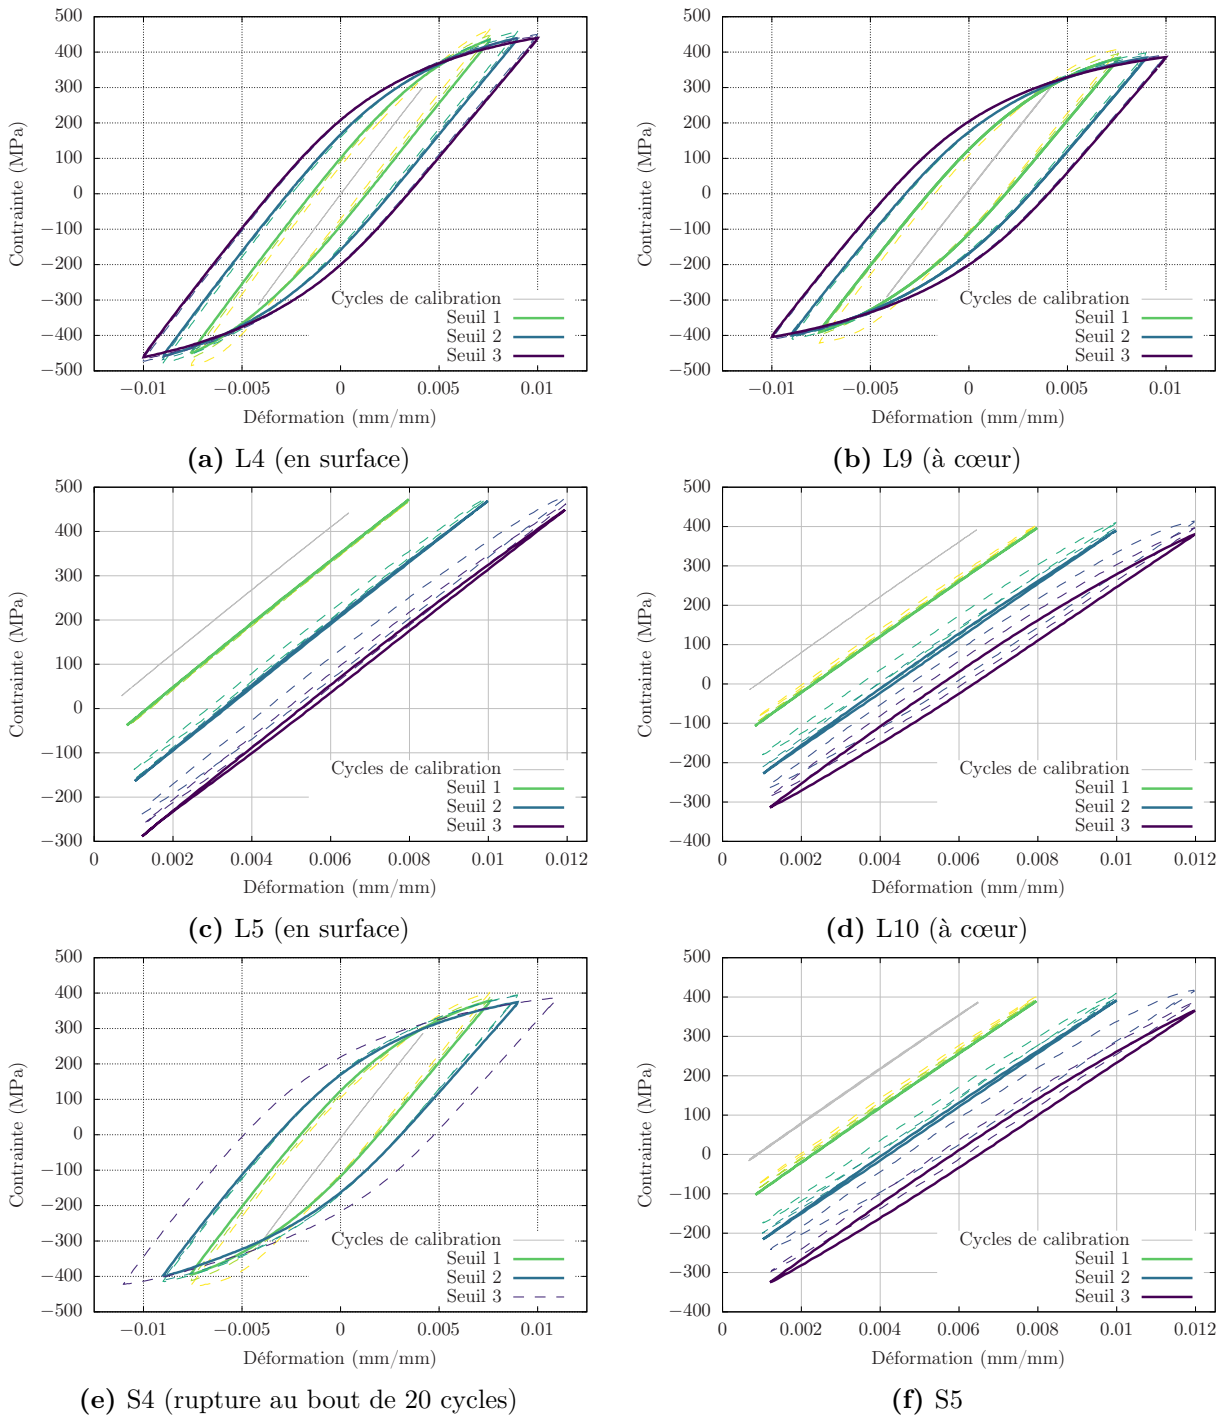 500
400
300
200
100
0
−100
−200
−300
−400
−500
−0.01 −0.005 0 0.005 0.01
Contrainte (MPa)
Déformation (mm/mm)
Cycles de calibration
Seuil 1
Seuil 2
Seuil 3
(a) L4 (en surface)
500
400
300
200
100
0
−100
−200
−300
−400
−500
−0.01 −0.005 0 0.005 0.01
Contrainte (MPa)
Déformation (mm/mm)
Cycles de calibration
Seuil 1
Seuil 2
Seuil 3
(b) L9 (à cœur)
500
400
300
200
100
0
−100
−200
−300
0 0.002 0.004 0.006 0.008 0.01 0.012
Contrainte (MPa)
Déformation (mm/mm)
Cycles de calibration
Seuil 1
Seuil 2
Seuil 3
(c) L5 (en surface)
500
400
300
200
100
0
−100
−200
−300
−400
0 0.002 0.004 0.006 0.008 0.01 0.012
Contrainte (MPa)
Déformation (mm/mm)
Cycles de calibration
Seuil 1
Seuil 2
Seuil 3
(d) L10 (à cœur)
500
400
300
200
100
0
−100
−200
−300
−400
−500
−0.01 −0.005 0 0.005 0.01
Contrainte (MPa)
Déformation (mm/mm)
Cycles de calibration
Seuil 1
Seuil 2
Seuil 3
(e) S4 (rupture au bout de 20 cycles)
500
400
300
200
100
0
−100
−200
−300
−400
0 0.002 0.004 0.006 0.008 0.01 0.012
Contrainte (MPa)
Déformation (mm/mm)
Cycles de calibration
Seuil 1
Seuil 2
Seuil 3
(f) S5